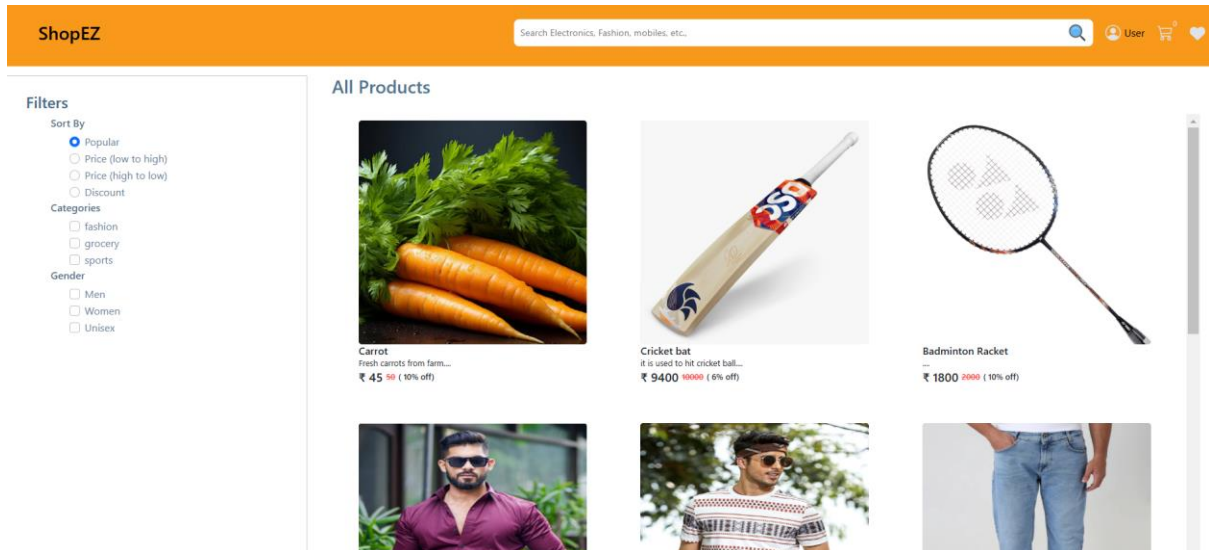 ShopEZ
Search Electronics, Fashion, mobiles, etc.,
User
0
Filters
Sort By
Popular
Price (low to high)
Price (high to low)
Discount
Categories
fashion
grocery
sports
Gender
Men
Women
Unisex
All Products
Carrot
Fresh carrots from farm....
₹ 45 50 ( 10% off)
DSC
Cricket bat
it is used to hit cricket ball....
₹ 9400 10000 ( 6% off)
Badminton Racket
...
₹ 1800 2000 ( 10% off)